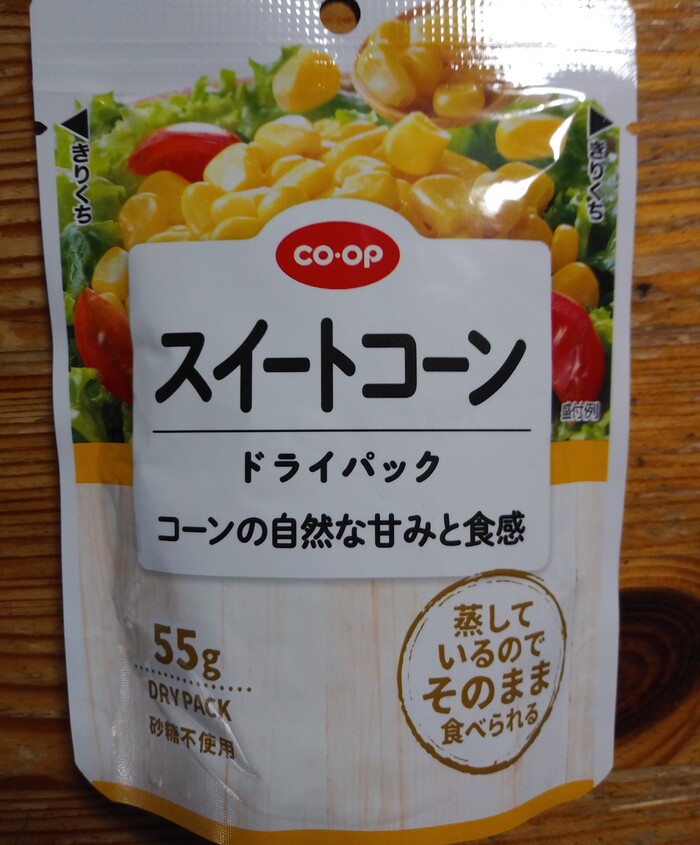 きりくち
きりくち
CO·OP
スイートコーン
盛付例
ドライパック
コーンの自然な甘みと食感
55g
DRY PACK
砂糖不使用
蒸して
いるので
そのまま
食べられる